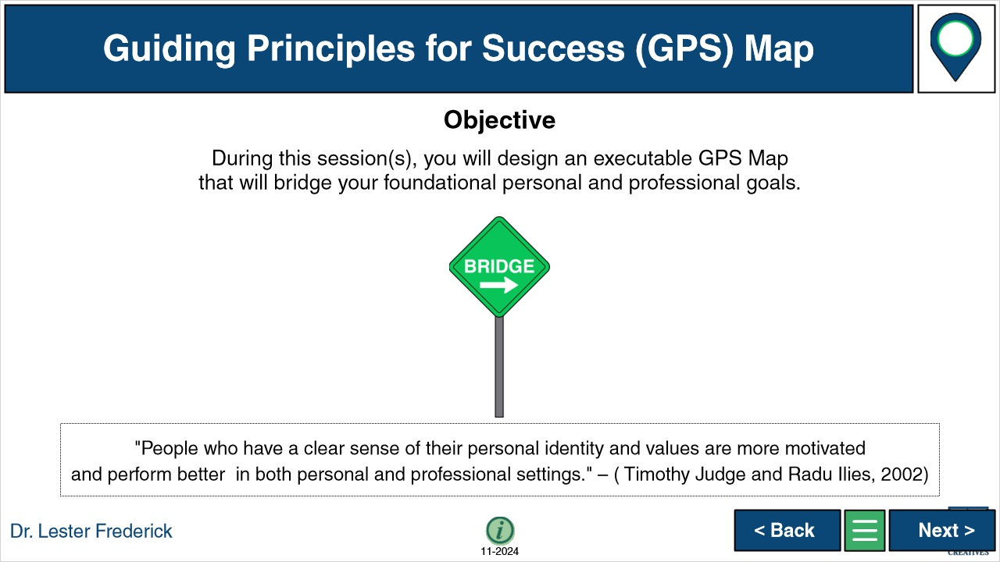 Guiding Principles for Success (GPS) Map
Objective
During this session(s), you will design an executable GPS Map
that will bridge your foundational personal and professional goals.
BRIDGE
"People who have a clear sense of their personal identity and values are more motivated
and perform better  in both personal and professional settings." – ( Timothy Judge and Radu Ilies, 2002)
Dr. Lester Frederick
i
11-2024
< Back
Next >
CREATIVES